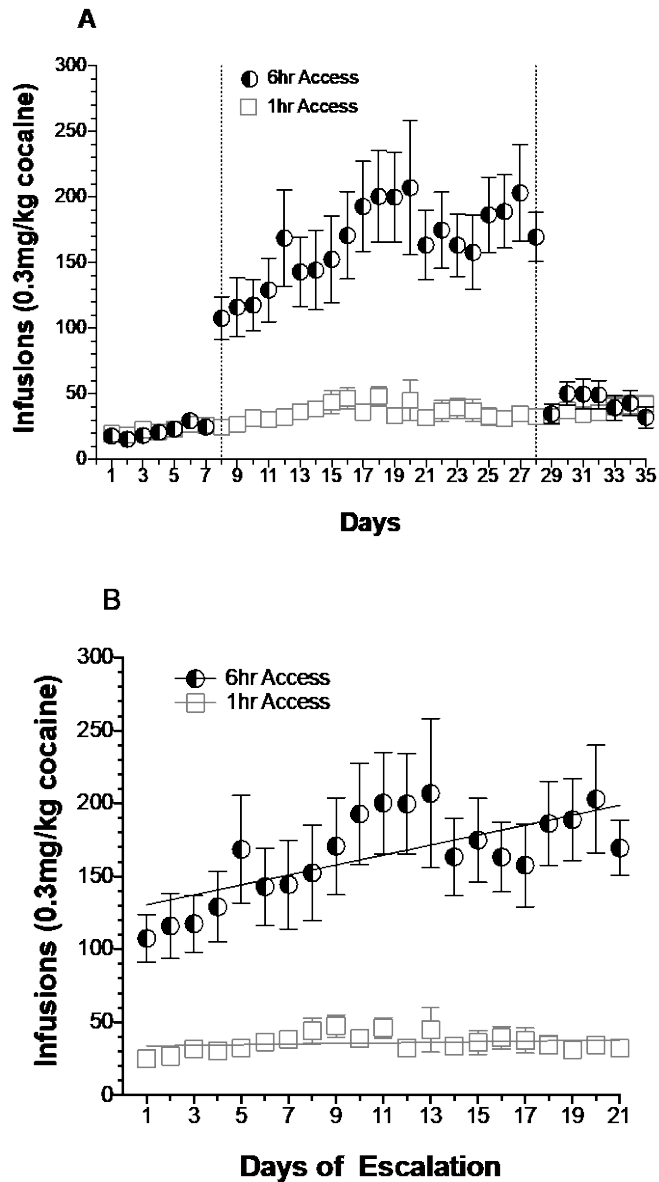 A
300
250
200
150
100
50
0
Infusions (0.3mg/kg cocaine)
6hr Access
1hr Access
1 3 5 7 9 11 13 15 17 19 21 23 25 27 29 31 33 35
Days
B
300
250
200
150
100
50
0
Infusions (0.3mg/kg cocaine)
6hr Access
1hr Access
1 3 5 7 9 11 13 15 17 19 21
Days of Escalation